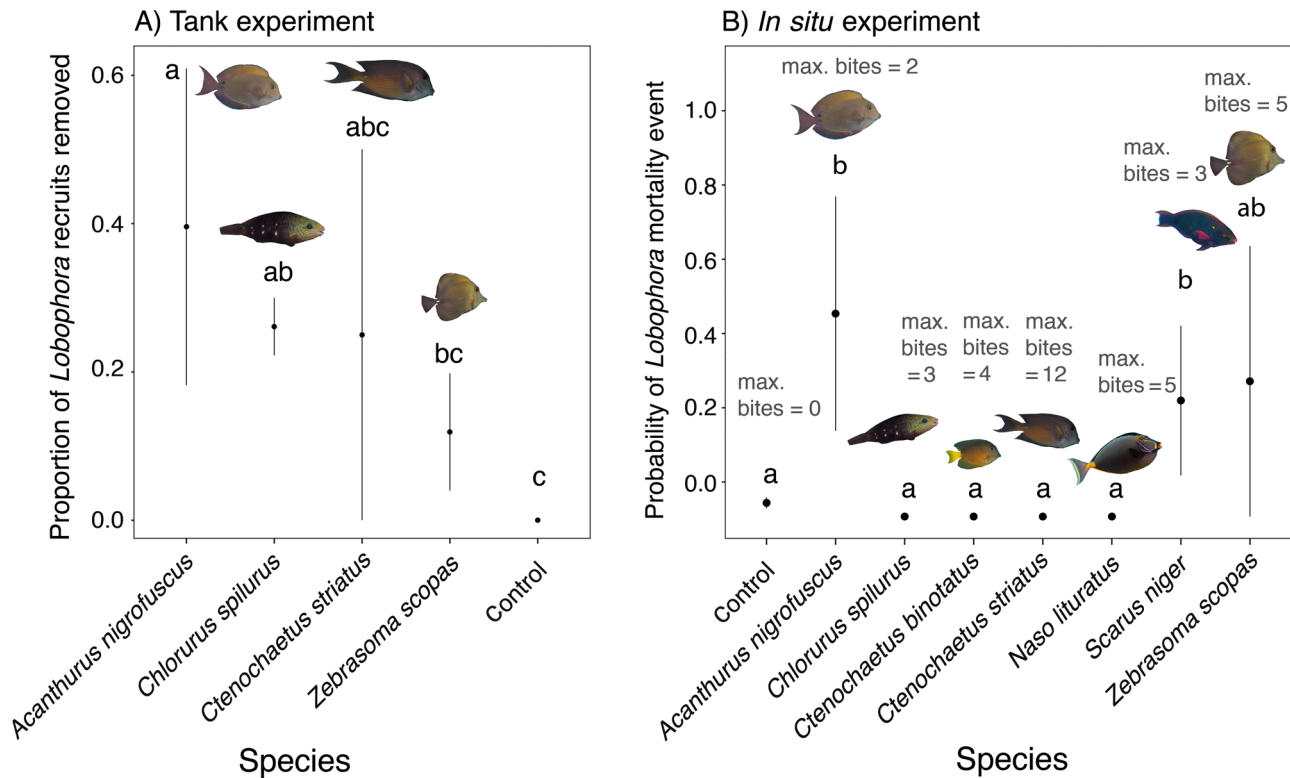 A) Tank experiment
Proportion of Lobophora recruits removed
0.6
0.4
0.2
0.0
a
ab
abc
bc
c
Acanthurus nigrofuscus
Chlorurus spilurus
Ctenochaetus striatus
Zebrasoma scopas
Control
Species
B) In situ experiment
Probability of Lobophora mortality event
1.0
0.8
0.6
0.4
0.2
0.0
max.
bites = 0
a
max. bites = 2
b
max.
bites
= 3
a
max.
bites
= 4
a
max.
bites
= 12
a
max.
bites = 5
a
max.
bites = 3
b
max.
bites = 5
ab
Control
Acanthurus nigrofuscus
Chlorurus spilurus
Ctenochaetus binotatus
Ctenochaetus striatus
Naso lituratus
Scarus niger
Zebrasoma scopas
Species